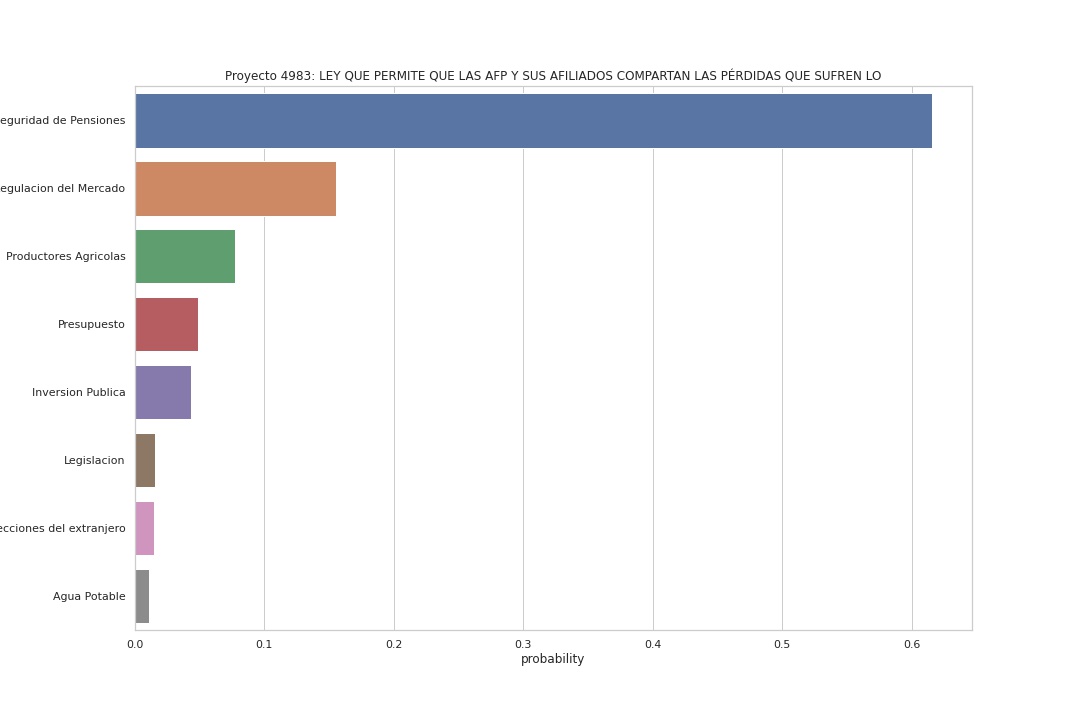 Proyecto 4983: LEY QUE PERMITE QUE LAS AFP Y SUS AFILIADOS COMPARTAN LAS PÉRDIDAS QUE SUFREN LO
eguridad de Pensiones
egulacion del Mercado
Productores Agricolas
Presupuesto
Inversion Publica
Legislacion
ecciones del extranjero
Agua Potable
0.0 0.1 0.2 0.3 0.4 0.5 0.6
probability